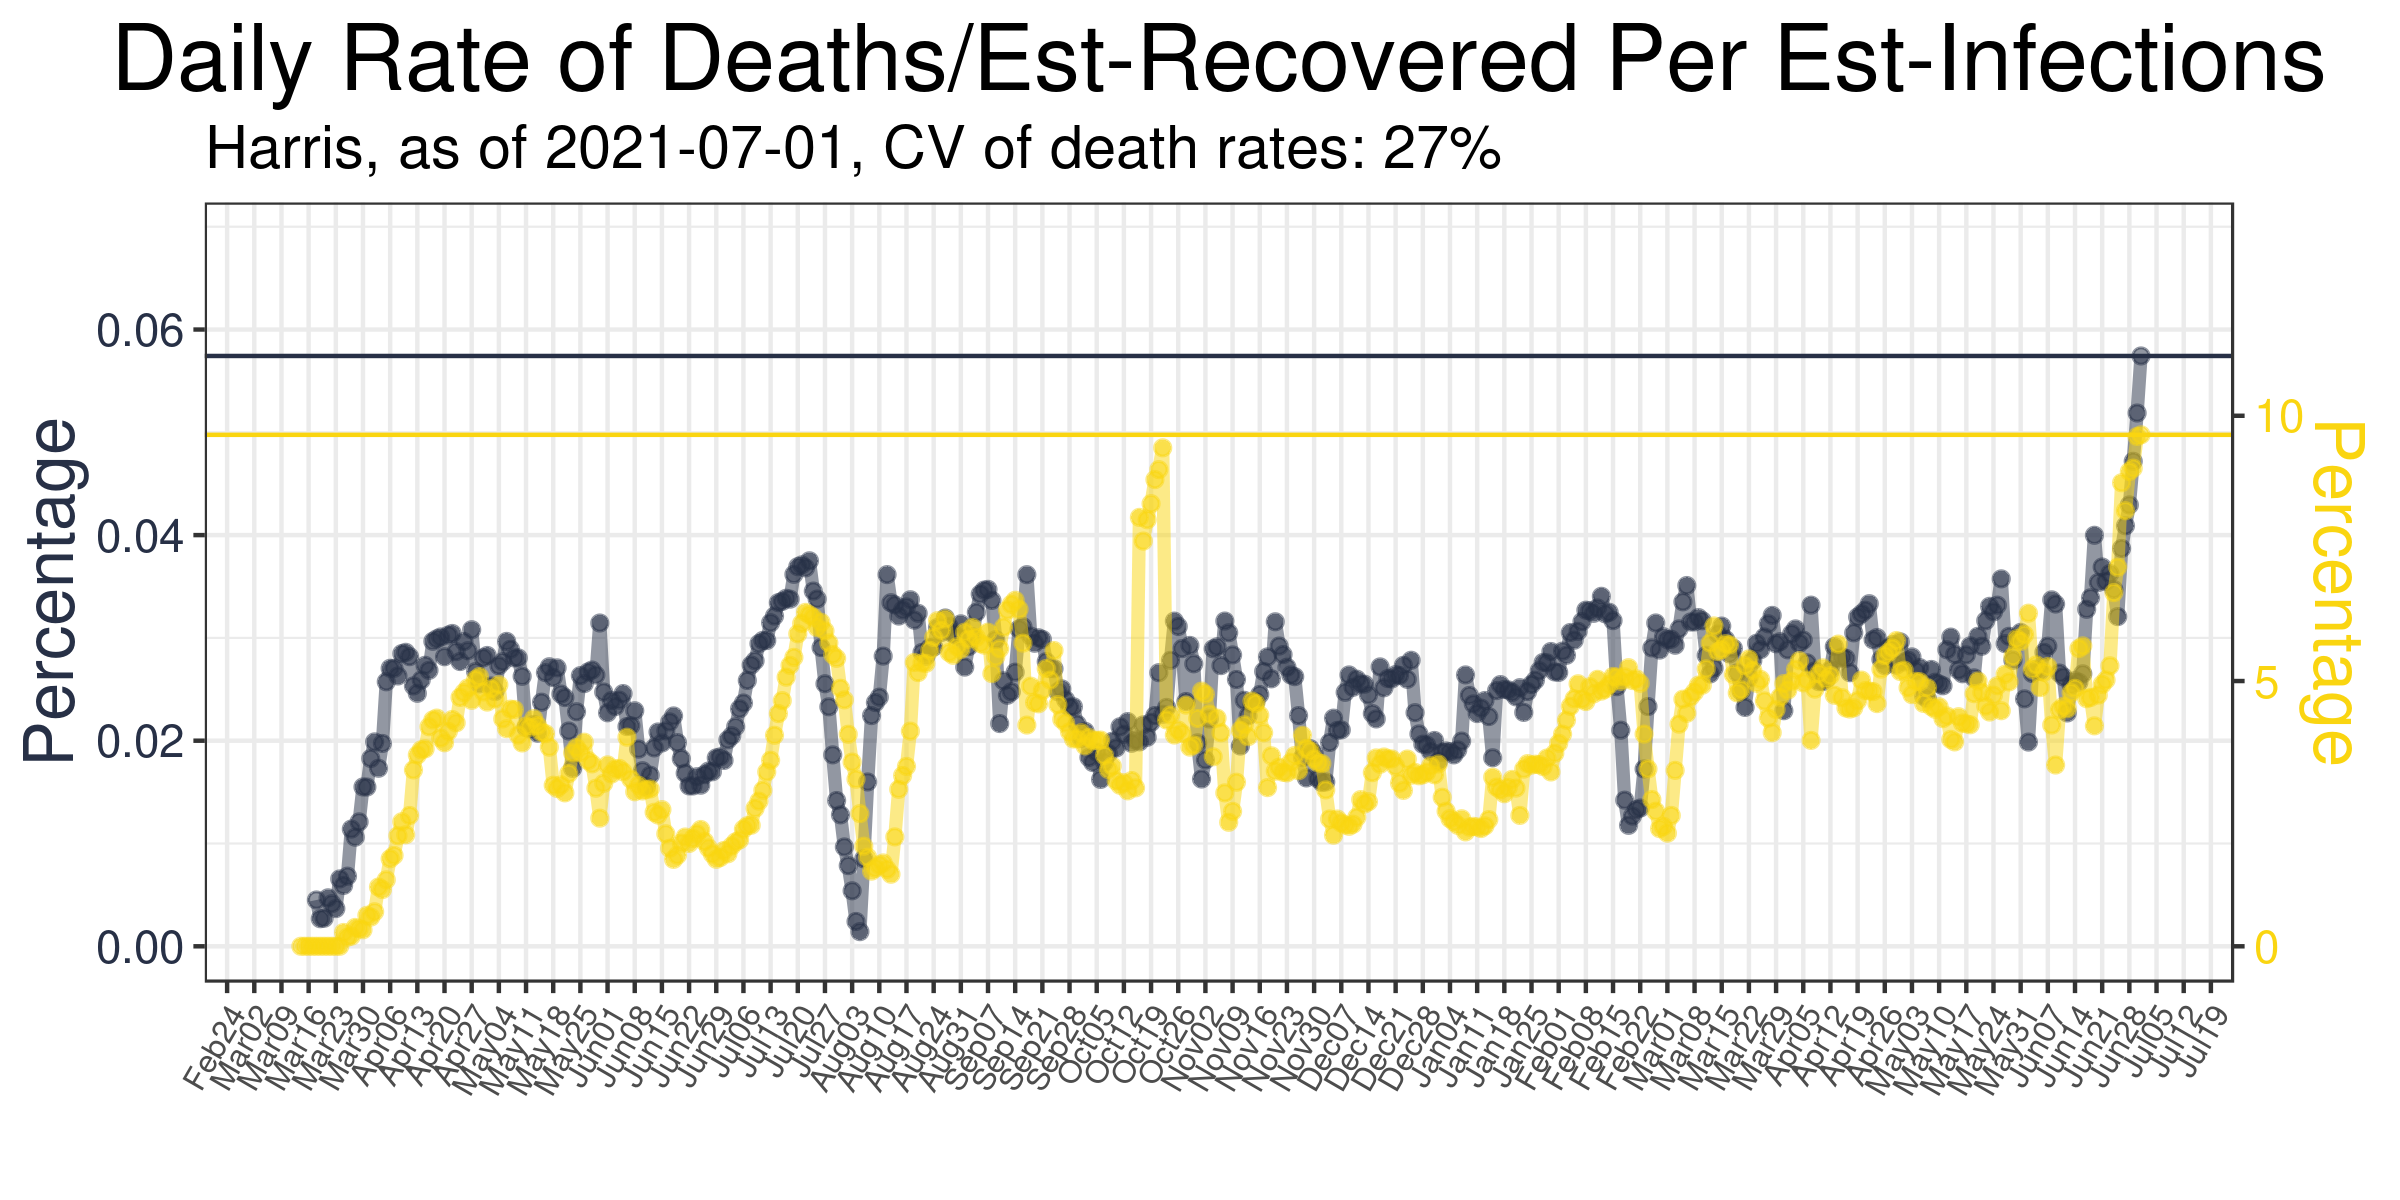 Daily Rate of Deaths/Est-Recovered Per Est-Infections
Harris, as of 2021-07-01, CV of death rates: 27%
Percentage
0.06
0.04
0.02
0.00
10
5
0
Percentage
Feb24
Mar02
Mar09
Mar16
Mar23
Mar30
Apr06
Apr13
Apr20
Apr27
May04
May11
May18
May25
Jun01
Jun08
Jun15
Jun22
Jun29
Jul06
Jul13
Jul20
Jul27
Aug03
Aug10
Aug17
Aug24
Aug31
Sep07
Sep14
Sep21
Sep28
Oct05
Oct12
Oct19
Oct26
Nov02
Nov09
Nov16
Nov23
Nov30
Dec07
Dec14
Dec21
Dec28
Jan04
Jan11
Jan18
Jan25
Feb01
Feb08
Feb15
Feb22
Mar01
Mar08
Mar15
Mar22
Mar29
Apr05
Apr12
Apr19
Apr26
May03
May10
May17
May24
May31
Jun07
Jun14
Jun21
Jun28
Jul05
Jul12
Jul19